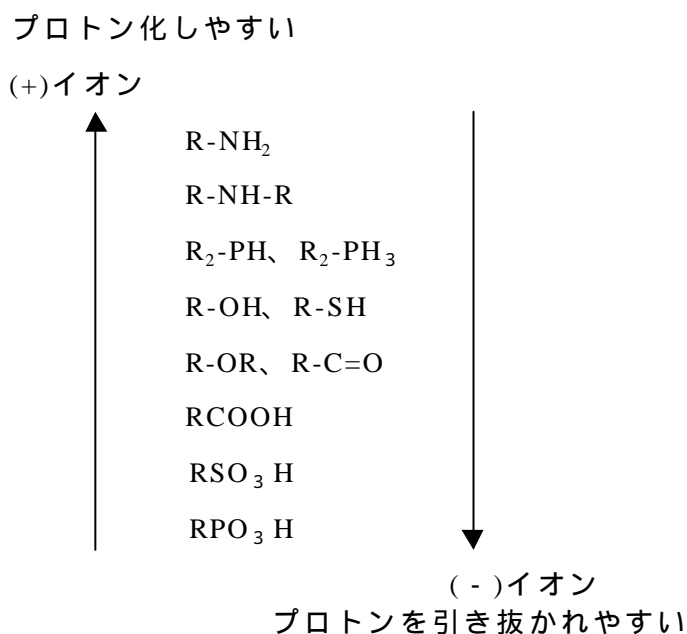 プロトン化しやすい
(+)イオン
R-NH₂
R-NH-R
R₂-PH、R₂-PH₃
R-OH、R-SH
R-OR、R-C=O
RCOOH
RSO₃H
RPO₃H
(-)イオン
プロトンを引き抜かれやすい